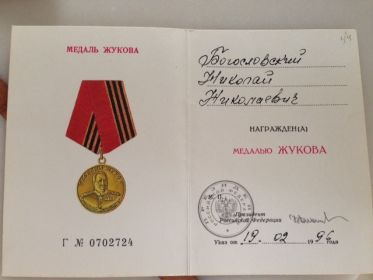 МЕДАЛЬ ЖУКОВА
Г № 0702724
Богословский
Николай
Николаевич
НАГРАЖДЕН(А)
МЕДАЛЬЮ ЖУКОВА
М. П.
Президент
Российской Федерации
Указ от 19. 02 1996 года